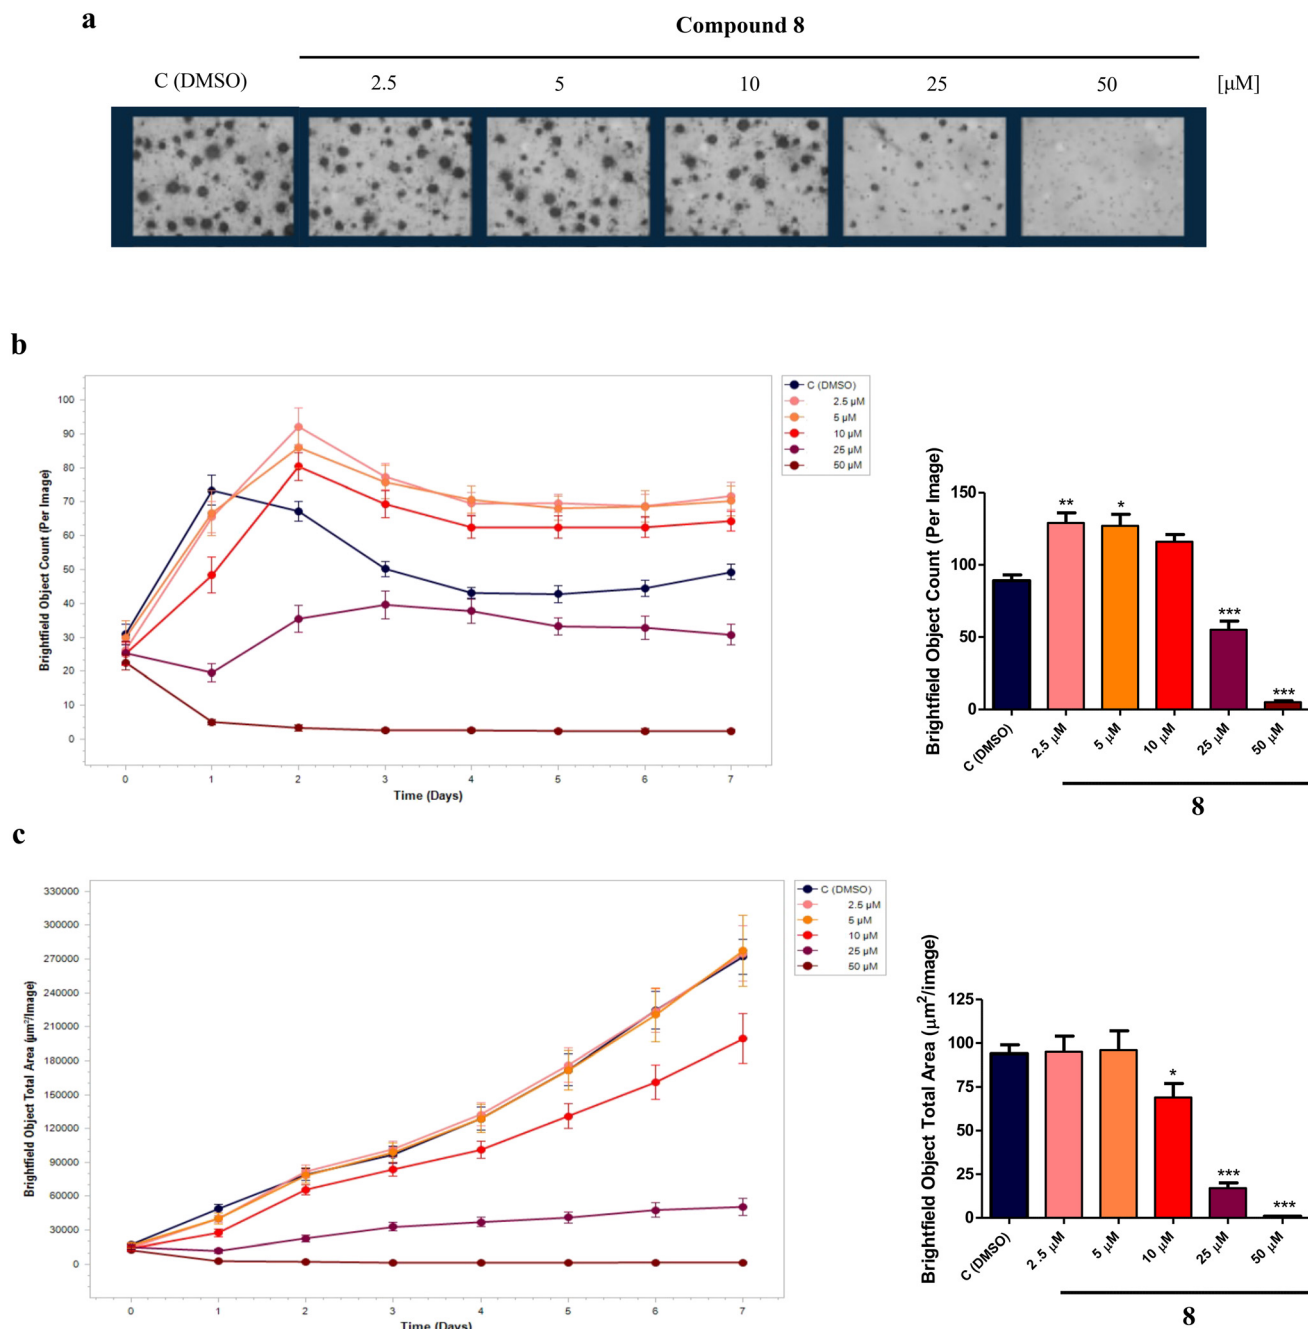 a
Compound 8
C (DMSO) 2.5 5 10 25 50 [μM]
b
Brightfield Object Count (Per Image)
100
90
80
70
60
50
40
30
20
10
0
0 1 2 3 4 5 6 7
Time (Days)
C (DMSO)
2.5 μM
5 μM
10 μM
25 μM
50 μM
Brightfield Object Count (Per Image)
150
100
50
0
** * *** ***
C (DMSO) 2.5 μM 5 μM 10 μM 25 μM 50 μM
8
c
Brightfield Object Total Area (μm²/Image)
330000
300000
270000
240000
210000
180000
150000
120000
90000
60000
30000
0
0 1 2 3 4 5 6 7
Time (Days)
C (DMSO)
2.5 μM
5 μM
10 μM
25 μM
50 μM
Brightfield Object Total Area (μm²/image)
125
100
75
50
25
0
* *** ***
C (DMSO) 2 .5 μM 5 μM 10 μM 25 μM 50 μM
8